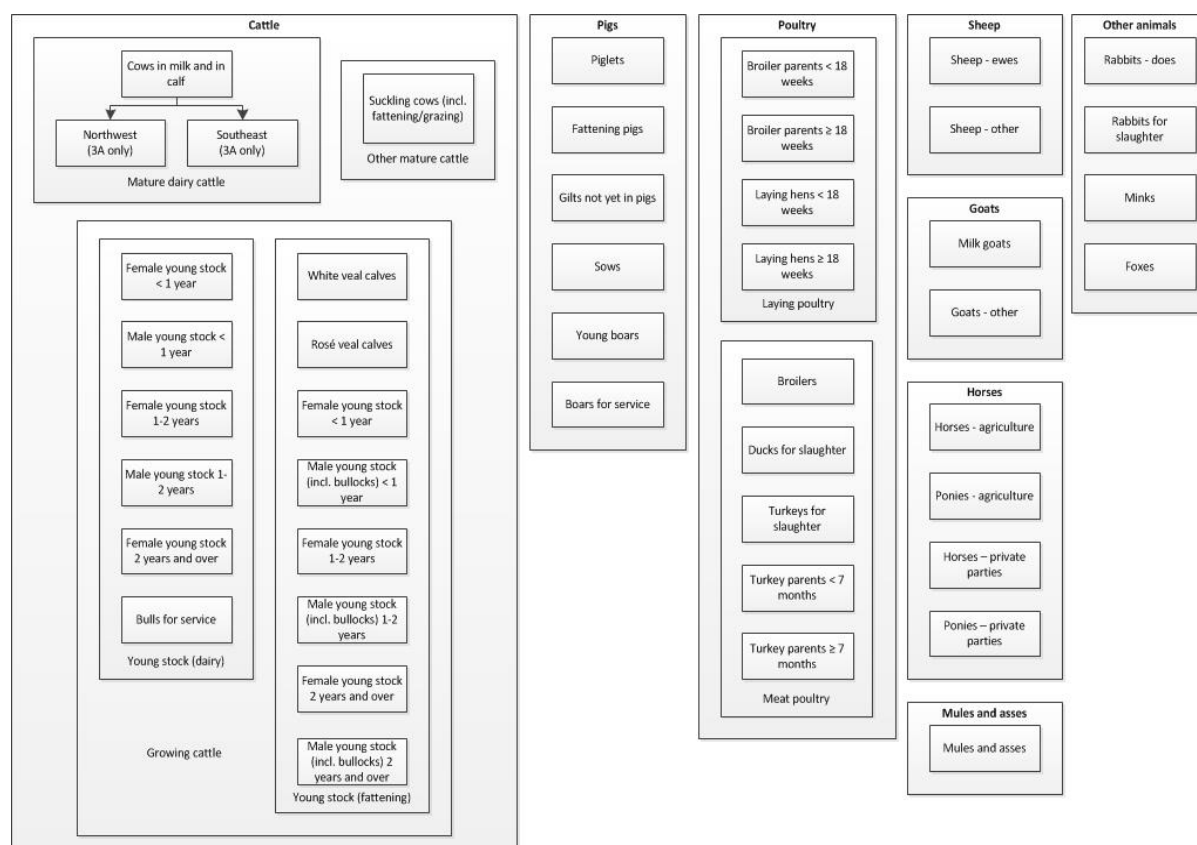 Cattle
Cows in milk and in
calf
Northwest
(3A only)
Southeast
(3A only)
Mature dairy cattle
Suckling cows (incl.
fattening/grazing)
Other mature cattle
Female young stock
< 1 year
Male young stock <
1 year
Female young stock
1-2 years
Male young stock 1-
2 years
Female young stock
2 years and over
Bulls for service
Young stock (dairy)
White veal calves
Rosé veal calves
Female young stock
< 1 year
Male young stock
(incl. bullocks) < 1
year
Female young stock
1-2 years
Male young stock
(incl. bullocks) 1-2
years
Female young stock
2 years and over
Male young stock
(incl. bullocks) 2
years and over
Young stock (fattening)
Growing cattle
Pigs
Piglets
Fattening pigs
Gilts not yet in pigs
Sows
Young boars
Boars for service
Poultry
Broiler parents < 18
weeks
Broiler parents ≥ 18
weeks
Laying hens < 18
weeks
Laying hens ≥ 18
weeks
Laying poultry
Broilers
Ducks for slaughter
Turkeys for
slaughter
Turkey parents < 7
months
Turkey parents ≥ 7
months
Meat poultry
Sheep
Sheep - ewes
Sheep - other
Goats
Milk goats
Goats - other
Horses
Horses - agriculture
Ponies - agriculture
Horses – private
parties
Ponies – private
parties
Mules and asses
Mules and asses
Other animals
Rabbits - does
Rabbits for
slaughter
Minks
Foxes